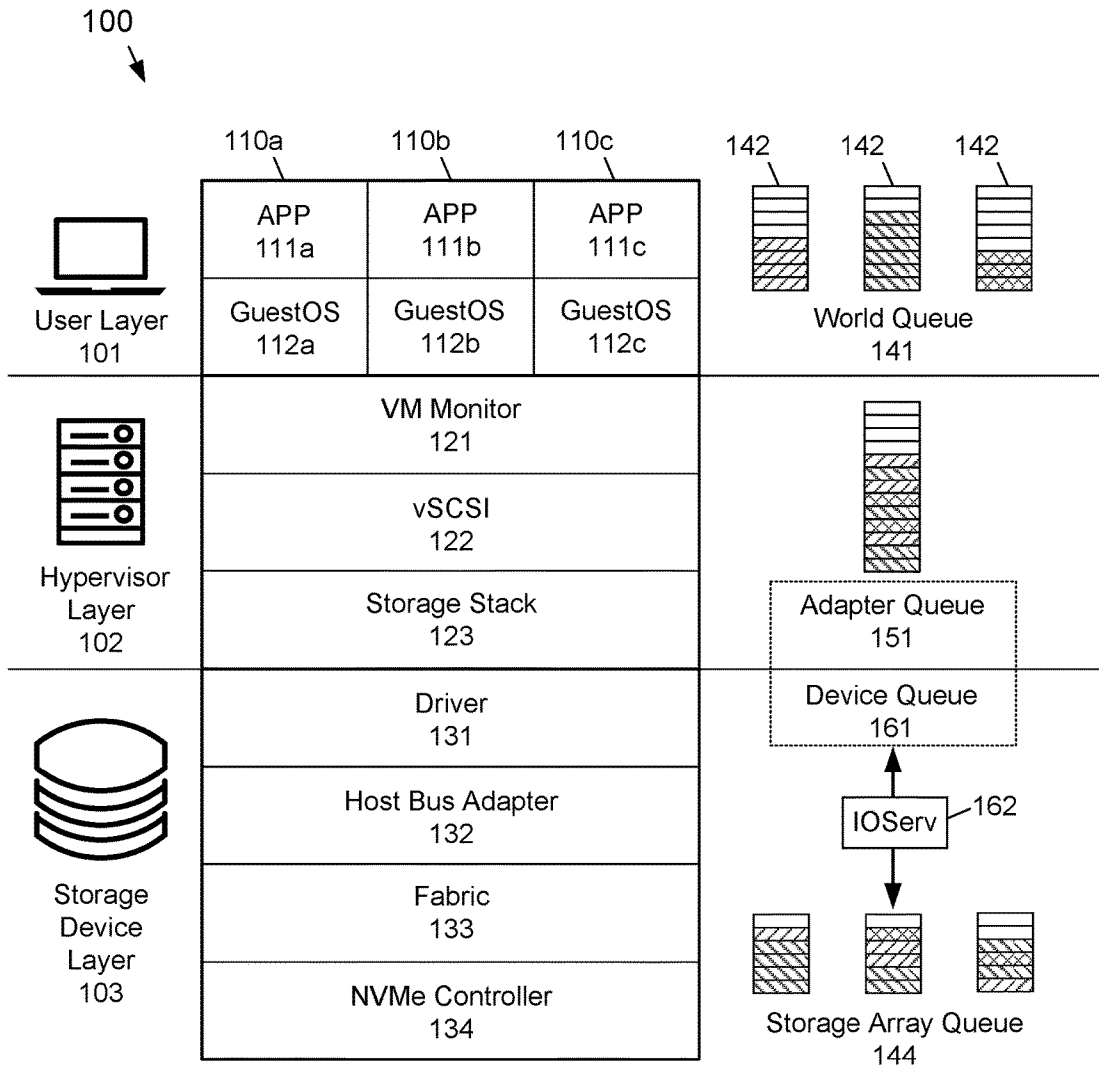 100
110a
110b
110c
142
142
142
APP
111a
APP
111b
APP
111c
GuestOS
112a
GuestOS
112b
GuestOS
112c
User Layer
101
World Queue
141
VM Monitor
121
vSCSI
122
Storage Stack
123
Hypervisor
Layer
102
Adapter Queue
151
Driver
131
Device Queue
161
Host Bus Adapter
132
IOServ
162
Fabric
133
NVMe Controller
134
Storage
Device
Layer
103
Storage Array Queue
144